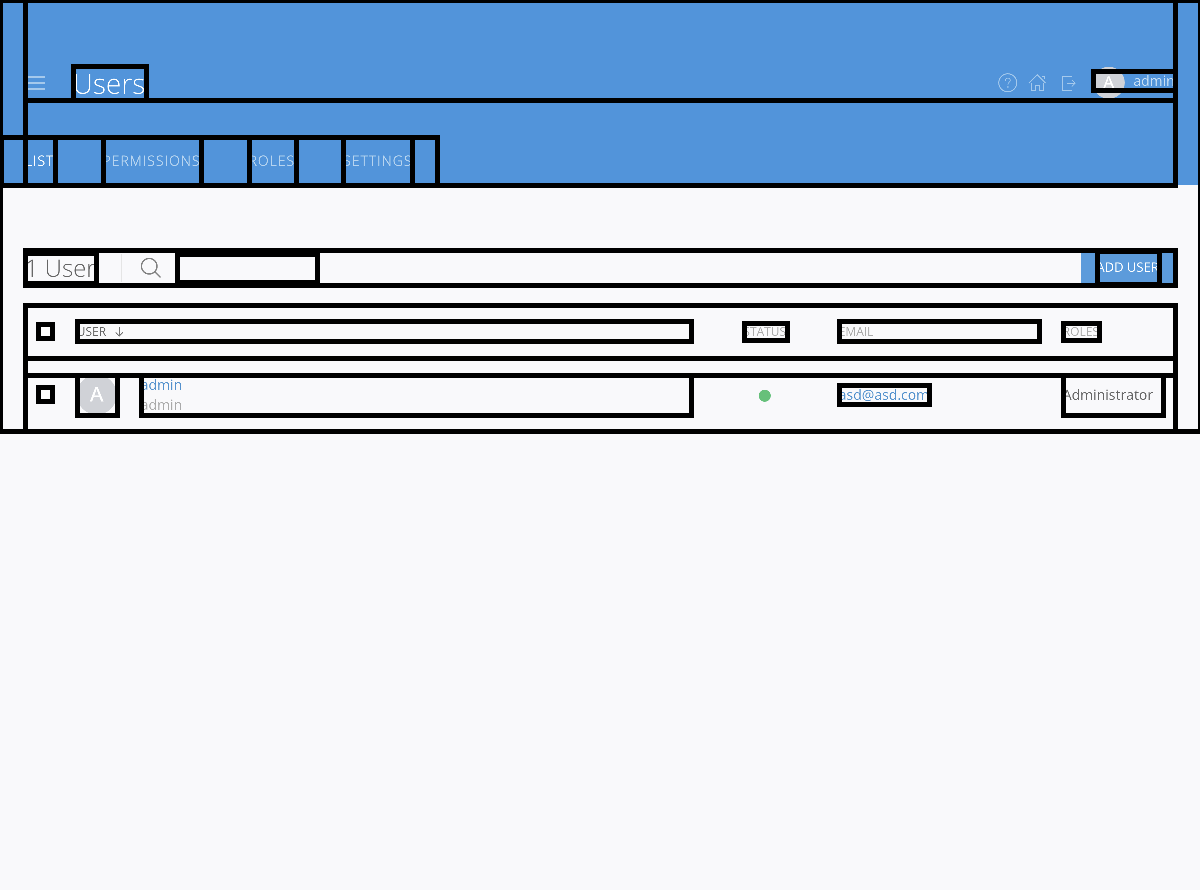 Users
A admin
LIST PERMISSIONS ROLES SETTINGS
1 User ADD USER
USER ↓ STATUS EMAIL ROLES
A admin asd@asd.com Administrator
admin